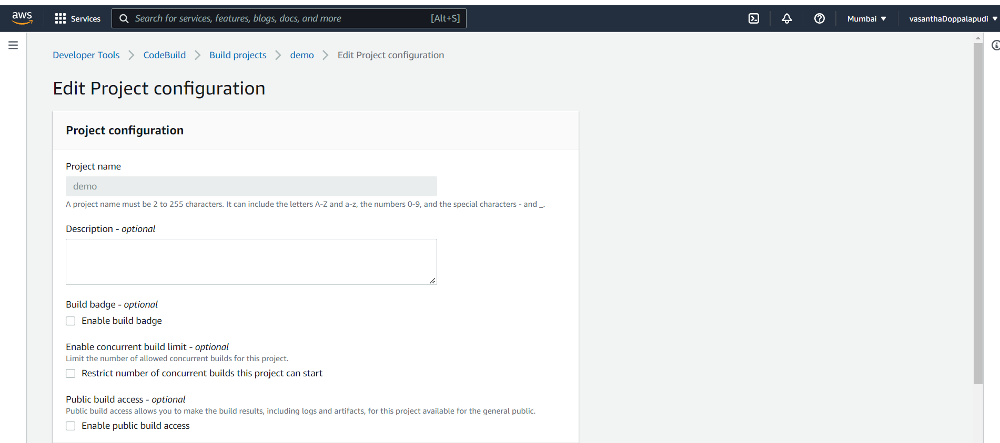 aws Services Search for services, features, blogs, docs, and more [Alt+S] Mumbai ▼ vasanthaDoppalapudi ▼
Developer Tools > CodeBuild > Build projects > demo > Edit Project configuration
Edit Project configuration
Project configuration
Project name
demo
A project name must be 2 to 255 characters. It can include the letters A-Z and a-z, the numbers 0-9, and the special characters - and _.
Description - optional
Build badge - optional
Enable build badge
Enable concurrent build limit - optional
Limit the number of allowed concurrent builds for this project.
Restrict number of concurrent builds this project can start
Public build access - optional
Public build access allows you to make the build results, including logs and artifacts, for this project available for the general public.
Enable public build access